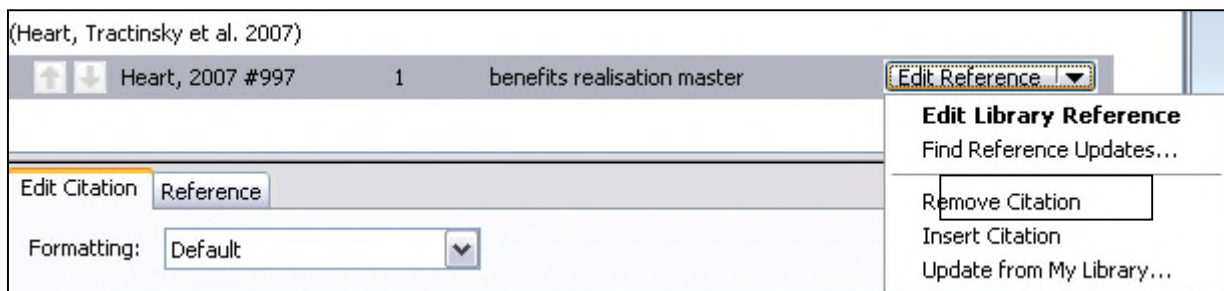 (Heart, Tractinsky et al. 2007)
Heart, 2007 #997 1 benefits realisation master Edit Reference
Edit Library Reference
Find Reference Updates...
Edit Citation Reference
Remove Citation
Formatting: Default
Insert Citation
Update from My Library...